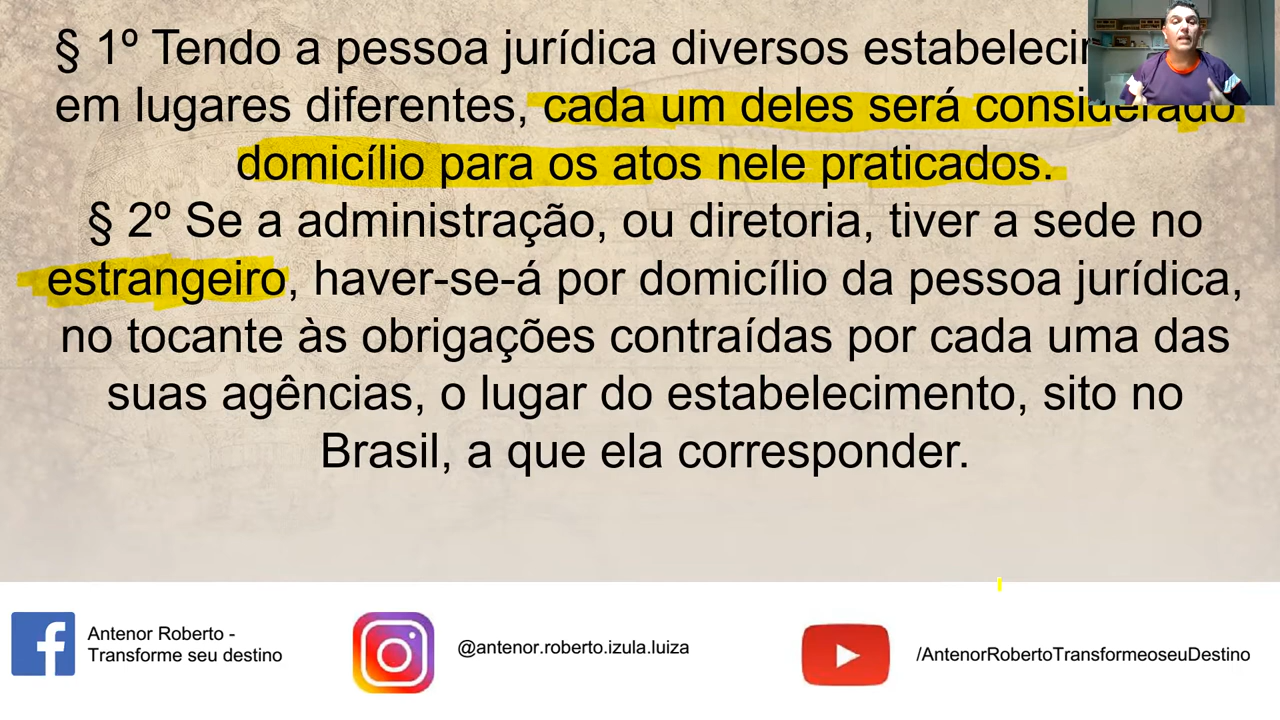 § 1º Tendo a pessoa jurídica diversos
em lugares diferentes, cada um deles será considerado
domicílio para os atos nele praticados.
§ 2º Se a administração, ou diretoria, tiver a sede no
estrangeiro, haver-se-á por domicílio da pessoa jurídica,
no tocante às obrigações contraídas por cada uma das
suas agências, o lugar do estabelecimento, sito no
Brasil, a que ela corresponder.
Antenor Roberto -
Transforme seu destino
@antenor.roberto.izula.luiza
/AntenorRobertoTransformeoseuDestino